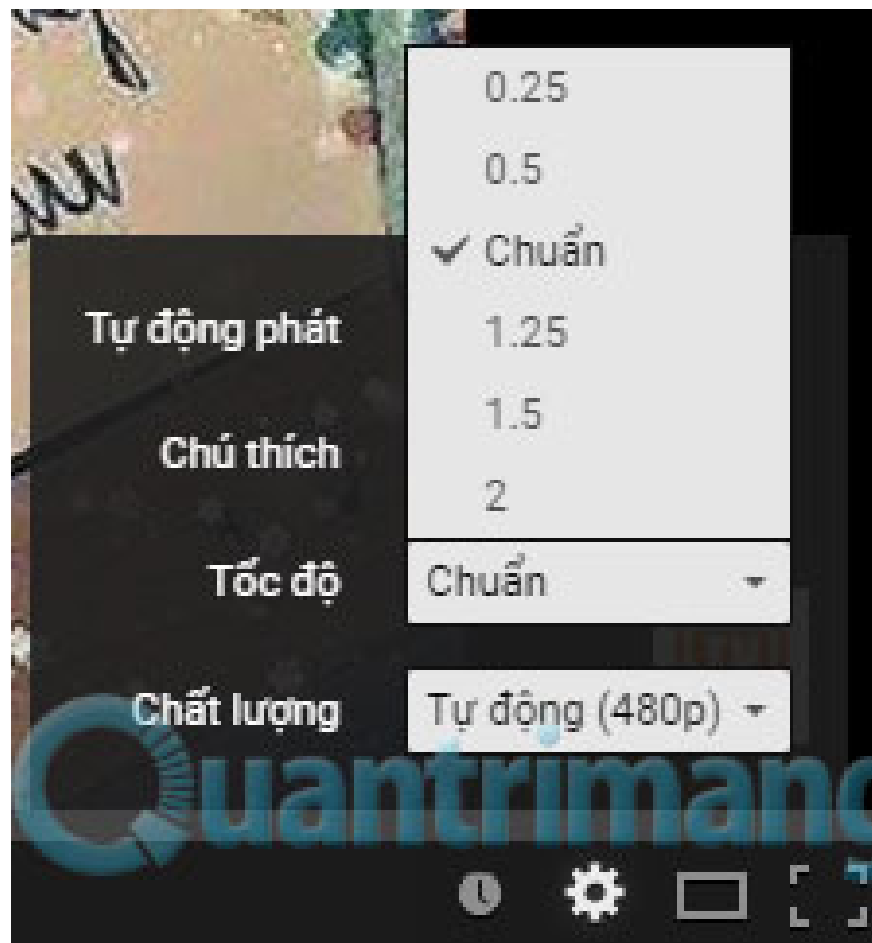 0.25
0.5
Chuẩn
1.25
1.5
2
Tự động phát
Chú thích
Tốc độ Chuẩn
Chất lượng Tự động (480p)
Quantrimang